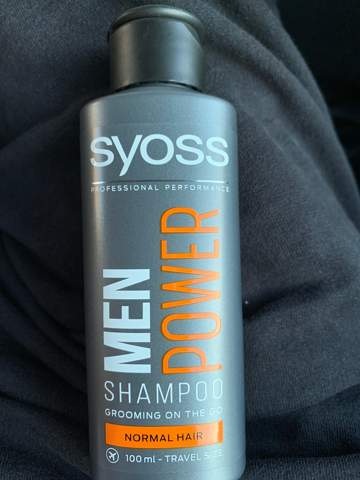 syoss
PROFESSIONAL PERFORMANCE
MEN
POWER
SHAMPOO
GROOMING ON THE GO
NORMAL HAIR
100 ml - TRAVEL SIZE